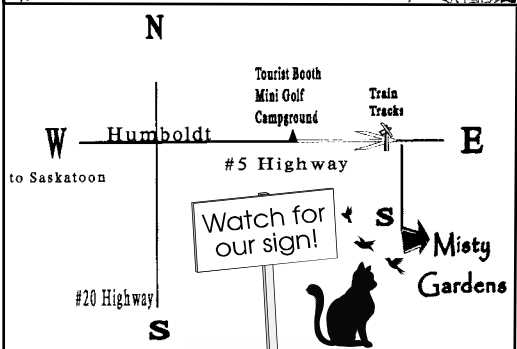 N
Tourist Booth
Mini Golf
Campground
Train
Tracks
W
Humboldt
E
to Saskatoon
#5 Highway
Watch for
our sign!
S
Misty
Gardens
#20 Highway
S